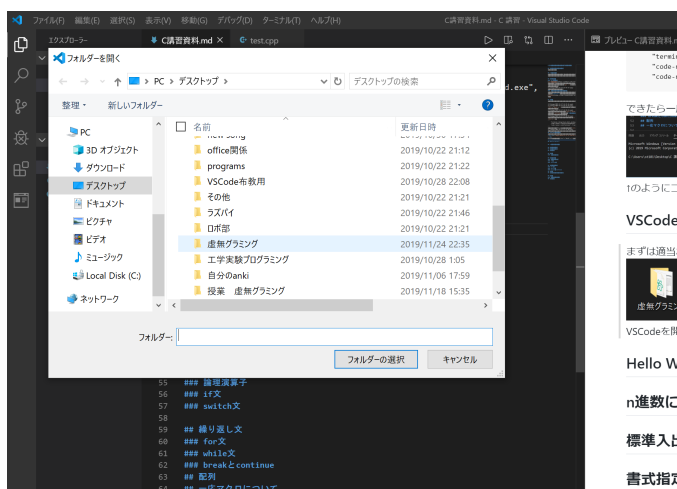 ファイル(F) 編集(E) 選択(S) 表示(V) 移動(G) デバッグ(D) ターミナル(T) ヘルプ(H) C講習資料.md - C 講習 - Visual Studio Code
エクスプローラー C講習資料.md × test.cpp プレビュー C講習資料.m
フォルダーを開く
"termin
"code-r
"code-r
PC › デスクトップ › デスクトップの検索
d.exe",
整理 新しいフォルダー
できたら一度
名前 更新日時
PC
new song
3D オブジェクト office関係 2019/10/22 21:12
ダウンロード programs 2019/10/22 21:22
デスクトップ VSCode布教用 2019/10/28 22:08
ドキュメント その他 2019/10/22 21:21
↑のようにコ
ピクチャ ラズパイ 2019/10/22 21:46
ビデオ ロボ部 2019/10/22 21:21
VSCode
ミュージック 虚無グラミング 2019/11/24 22:35
まずは適当
Local Disk (C:) 工学実験プログラミング 2019/10/28 1:05
自分のanki 2019/11/06 17:59
ネットワーク 授業 虚無グラミング 2019/11/18 15:35
虚無グラミ
VSCodeを開
フォルダー:
フォルダーの選択 キャンセル
Hello W
55 ### 論理演算子
56 ### if文
57 ### switch文
n進数に
58
59 ## 繰り返し文
60 ### for文
標準入出
61 ### while文
62 ### breakとcontinue
63 ## 配列
書式指定
64 ## 一応マクロについて